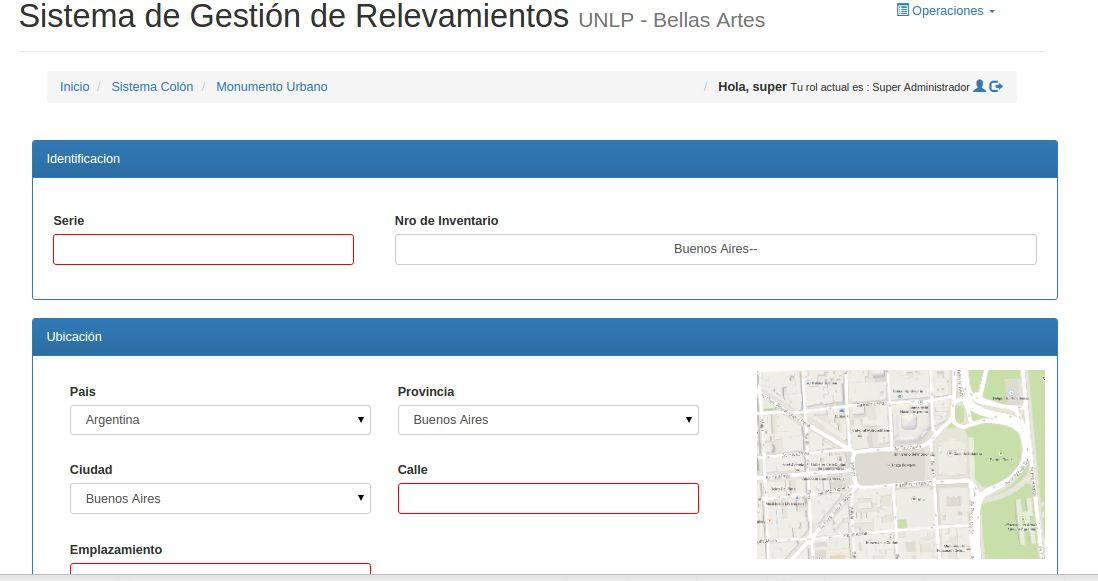 Sistema de Gestión de Relevamientos UNLP - Bellas Artes
Operaciones
Inicio / Sistema Colón / Monumento Urbano / Hola, super Tu rol actual es : Super Administrador
Identificacion
Serie
Nro de Inventario
Buenos Aires--
Ubicación
Pais
Provincia
Argentina
Buenos Aires
Ciudad
Calle
Buenos Aires
Emplazamiento